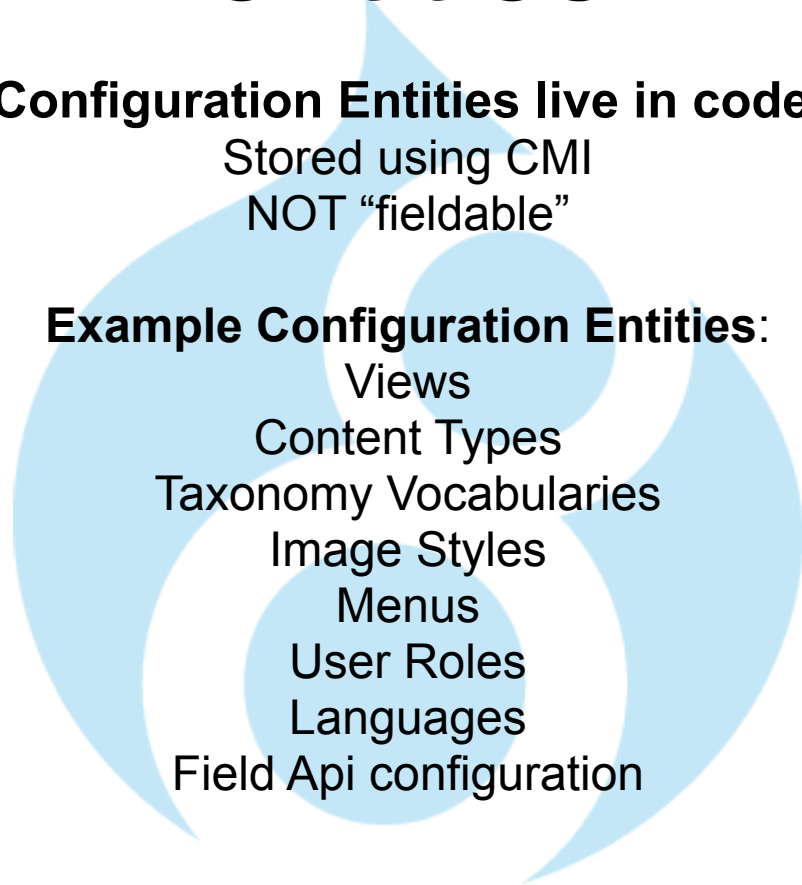 Configuration Entities live in code
Stored using CMI
NOT “fieldable”
Example Configuration Entities:
Views
Content Types
Taxonomy Vocabularies
Image Styles
Menus
User Roles
Languages
Field Api configuration